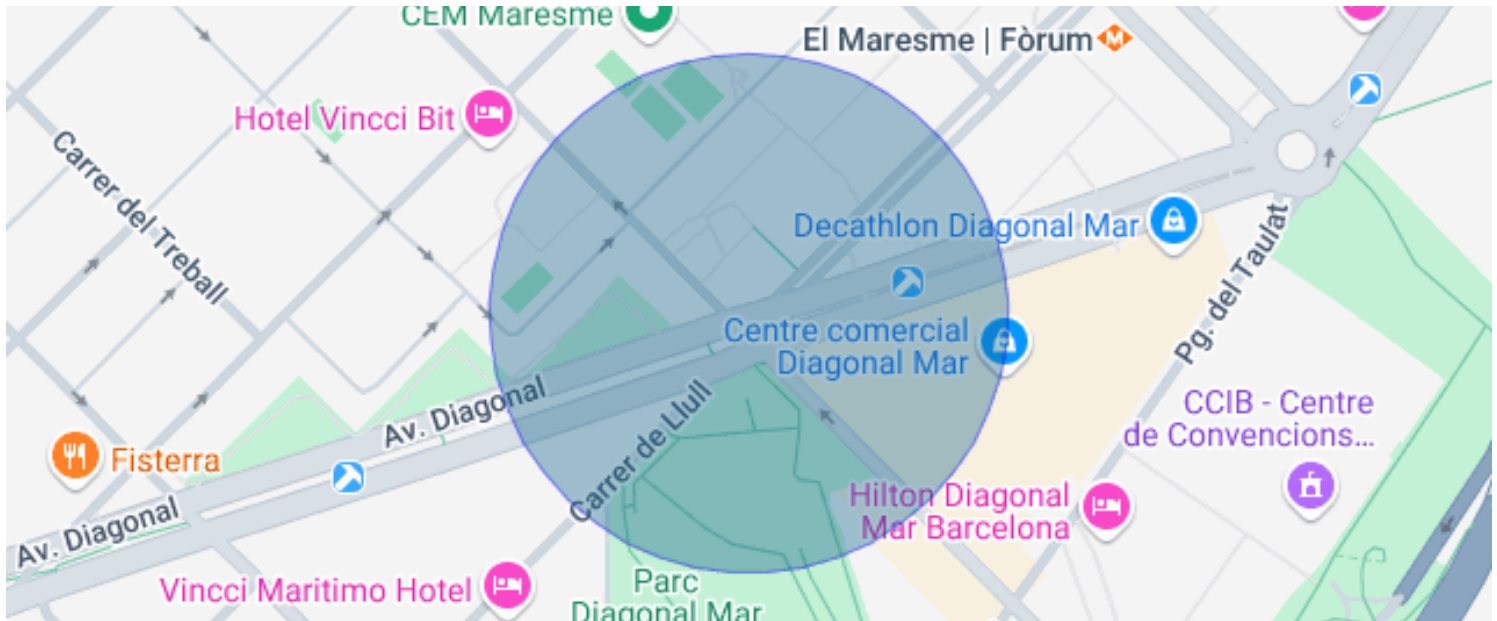 CEM Maresme
El Maresme | Fòrum
M
Hotel Vincci Bit
Carrer del Treball
Decathlon Diagonal Mar
Pg. del Taulat
Centre comercial
Diagonal Mar
Av. Diagonal
Carrer de Llull
CCIB - Centre
de Convencions...
Fisterra
Hilton Diagonal
Mar Barcelona
Av. Diagonal
Vincci Maritimo Hotel
Parc
Diagonal Mar